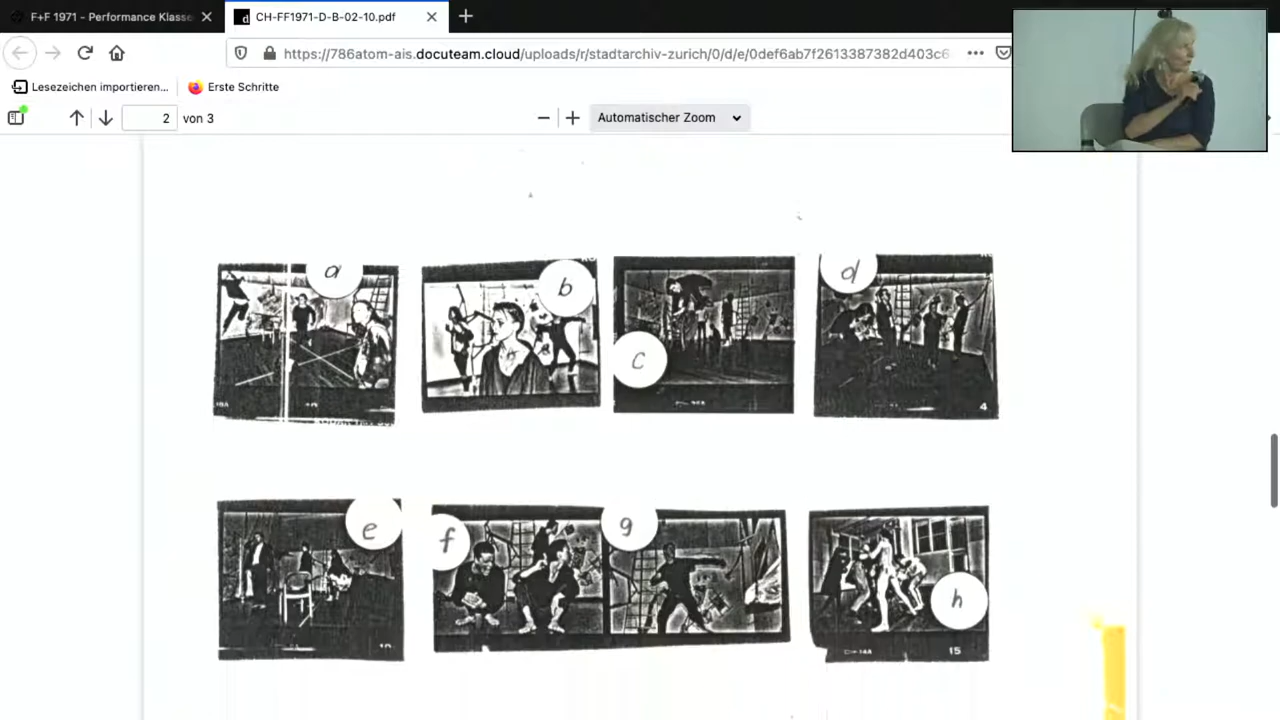 F+F 1971 - Performance Klasse
CH-FF1971-D-B-02-10.pdf
https://786atom-ais.docuteam.cloud/uploads/r/stadtarchiv-zurich/0/d/e/0def6ab7f2613387382d403c6
Lesezeichen importieren...
Erste Schritte
2 von 3
Automatischer Zoom
a
b
c
d
4
e
f
g
h
15